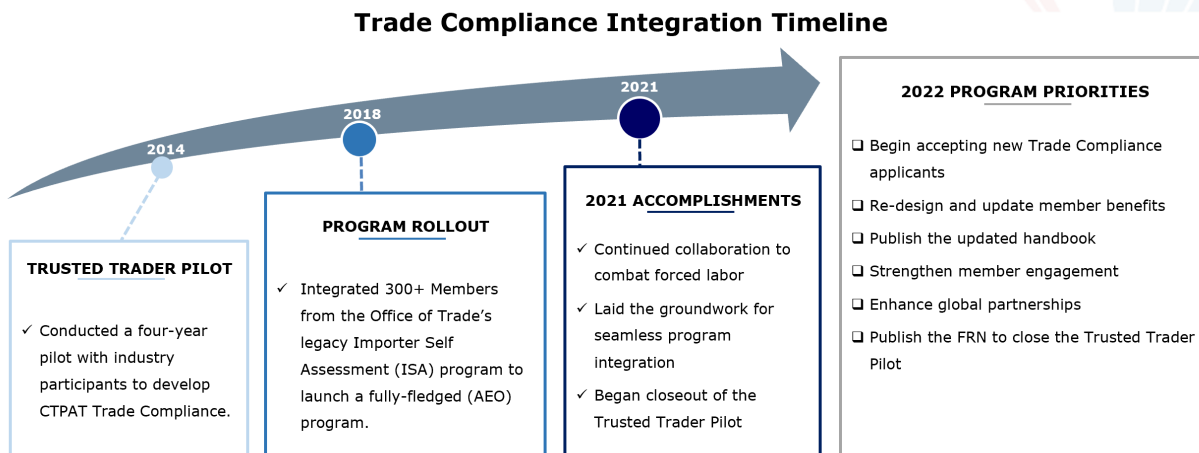 Trade Compliance Integration Timeline
2014
2018
2021
TRUSTED TRADER PILOT
✓ Conducted a four-year
pilot with industry
participants to develop
CTPAT Trade Compliance.
PROGRAM ROLLOUT
✓ Integrated 300+ Members
from the Office of Trade’s
legacy Importer Self
Assessment (ISA) program to
launch a fully-fledged (AEO)
program.
2021 ACCOMPLISHMENTS
✓ Continued collaboration to
combat forced labor
✓ Laid the groundwork for
seamless program
integration
✓ Began closeout of the
Trusted Trader Pilot
2022 PROGRAM PRIORITIES
❑ Begin accepting new Trade Compliance
applicants
❑ Re-design and update member benefits
❑ Publish the updated handbook
❑ Strengthen member engagement
❑ Enhance global partnerships
❑ Publish the FRN to close the Trusted Trader
Pilot